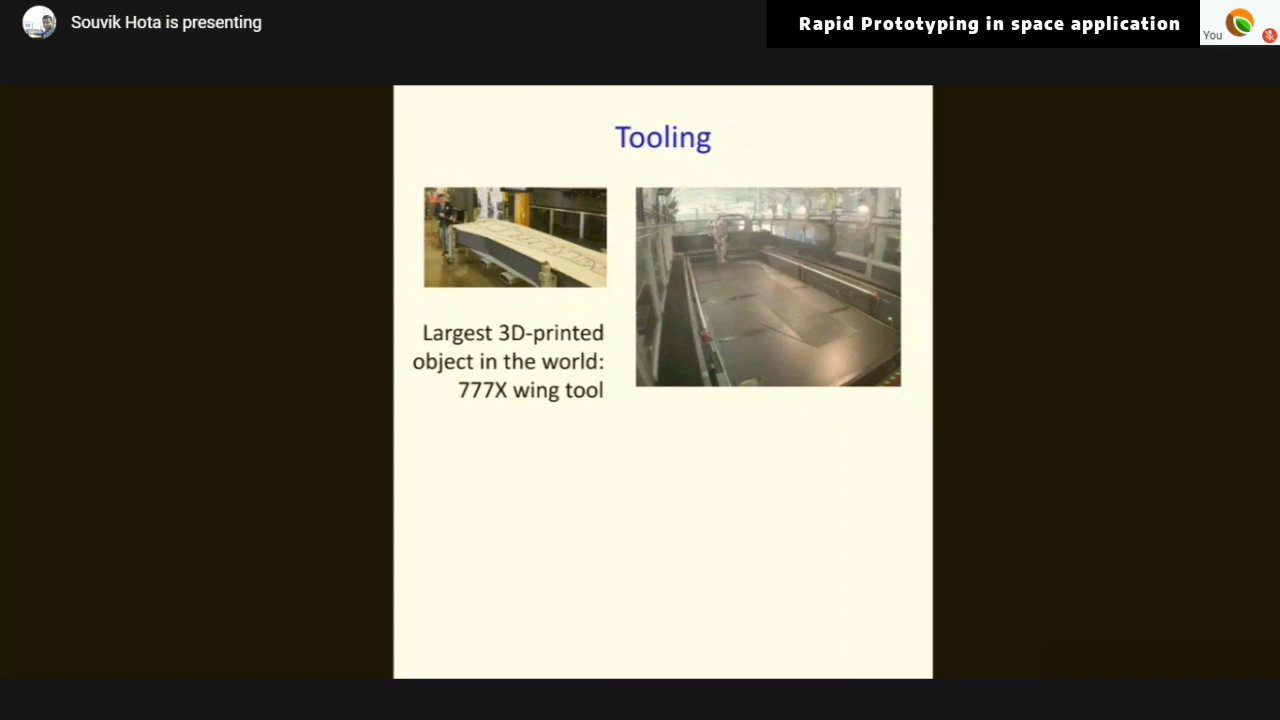 Souvik Hota is presenting
Rapid Prototyping in space application
You
Tooling
Largest 3D-printed
object in the world:
777X wing tool